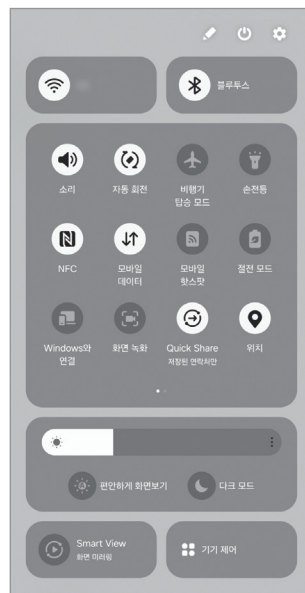 블루투스
소리
자동 회전
비행기
탑승 모드
손전등
NFC
모바일
데이터
모바일
핫스팟
절전 모드
Windows와
연결
화면 녹화
Quick Share
저장된 연락처만
위치
편안하게 화면보기
다크 모드
Smart View
화면 미러링
기기 제어